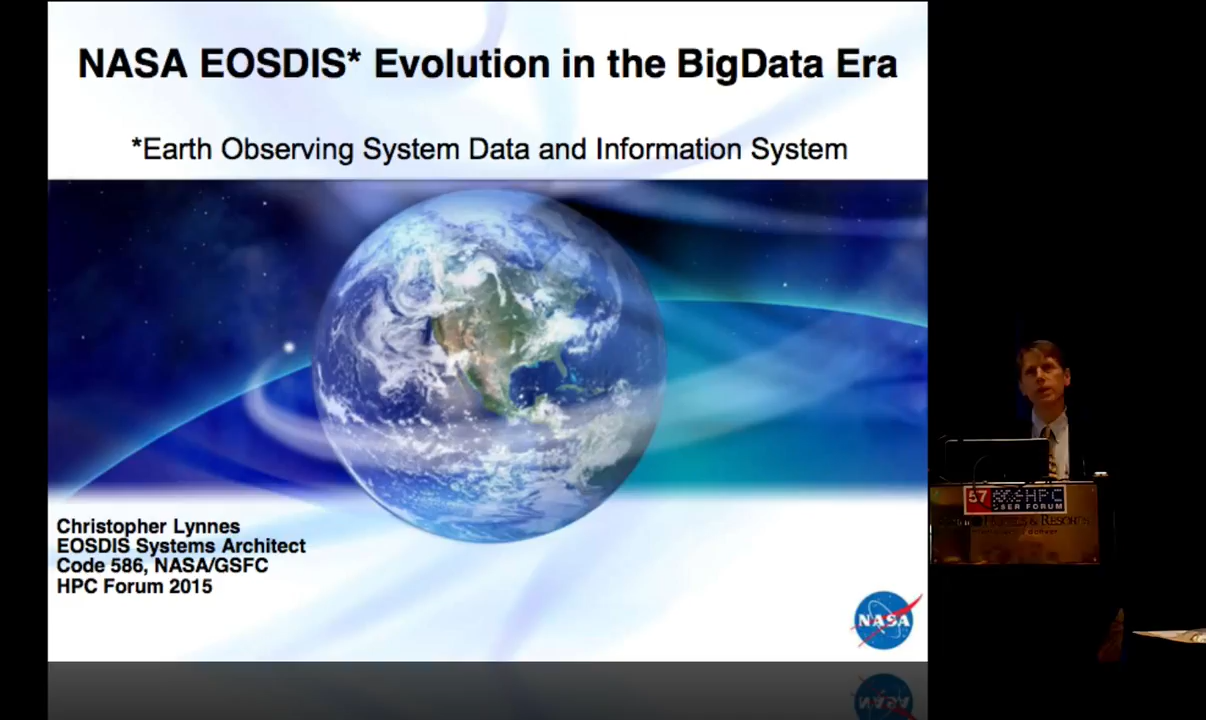 NASA EOSDIS* Evolution in the BigData Era
*Earth Observing System Data and Information System
Christopher Lynnes
EOSDIS Systems Architect
Code 586, NASA/GSFC
HPC Forum 2015
NASA
57
HPC
USER FORUM
& RESORTS